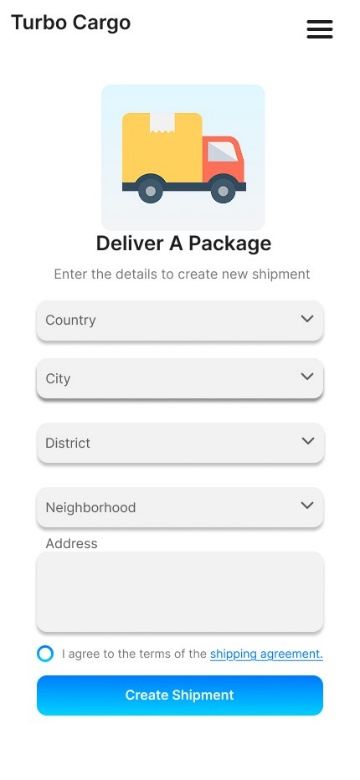 Turbo Cargo
Deliver A Package
Enter the details to create new shipment
Country
City
District
Neighborhood
Address
I agree to the terms of the shipping agreement.
Create Shipment